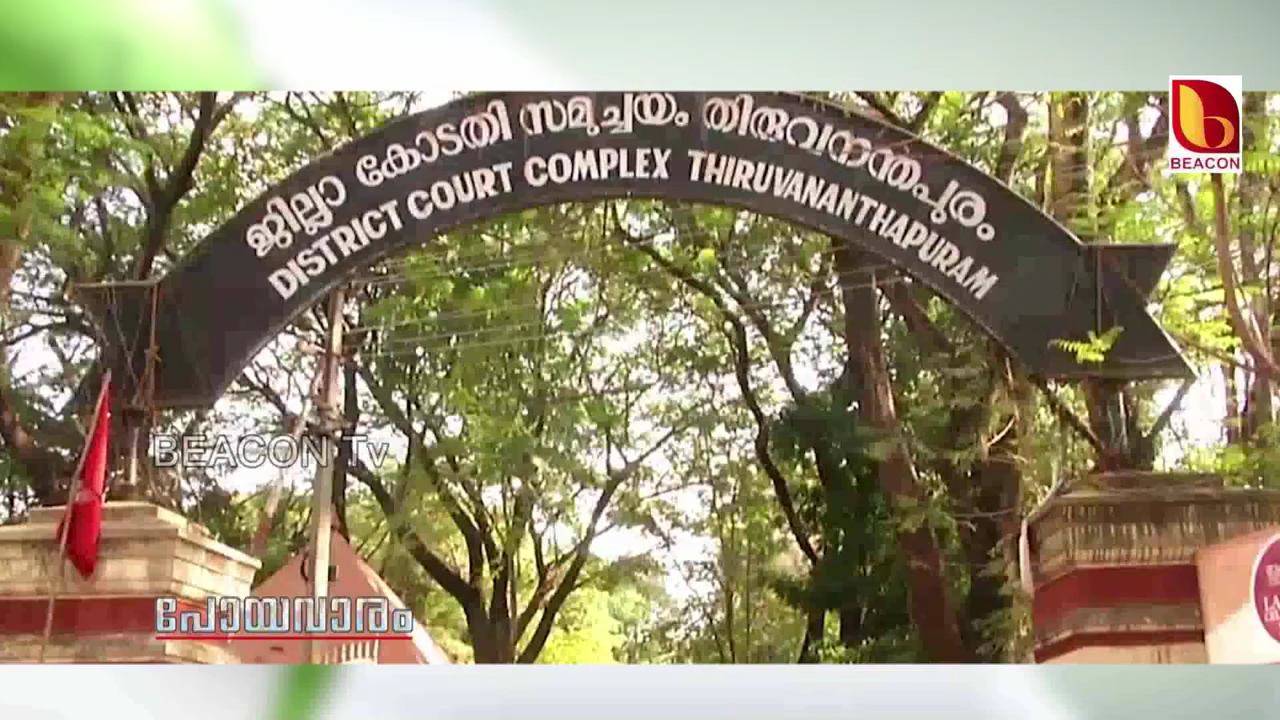 BEACON
ജില്ലാ കോടതി സമുച്ചയം തിരുവനന്തപുരം
DISTRICT COURT COMPLEX THIRUVANANTHAPURAM
BEACON Tv
പോയവാരം